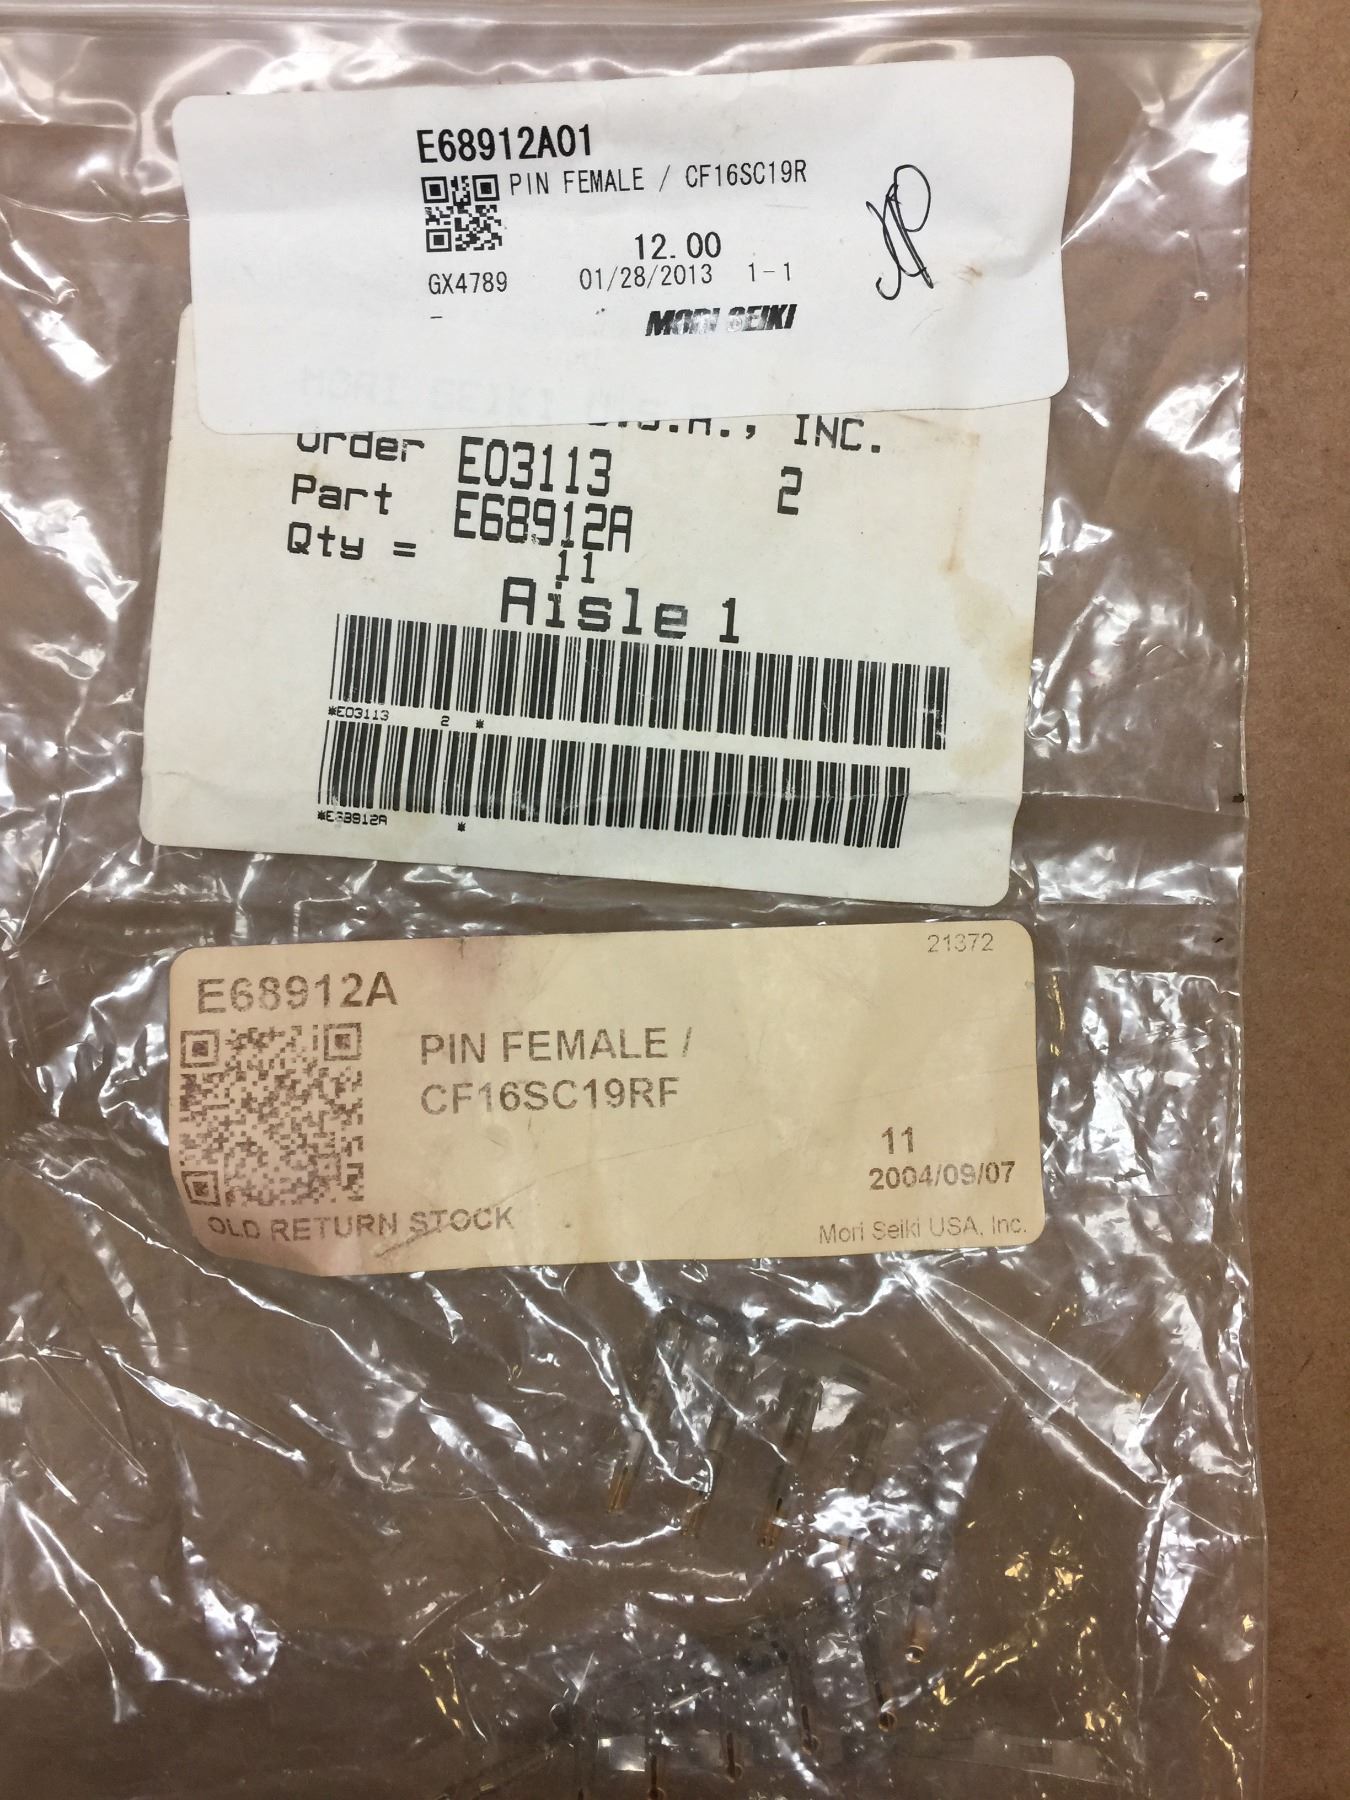 E68912A01
PIN FEMALE / CF16SC19R
12.00
GX4789 01/28/2013 1-1
-
MORI SEIKI
MORI SEIKI U.S.A., INC.
Order E03113 2
Part E68912A
Qty = 11
Aisle 1
*E03113 2 *
*E68912A *
21372
E68912A
PIN FEMALE /
CF16SC19RF
11
2004/09/07
OLD RETURN STOCK
Mori Seiki USA, Inc.